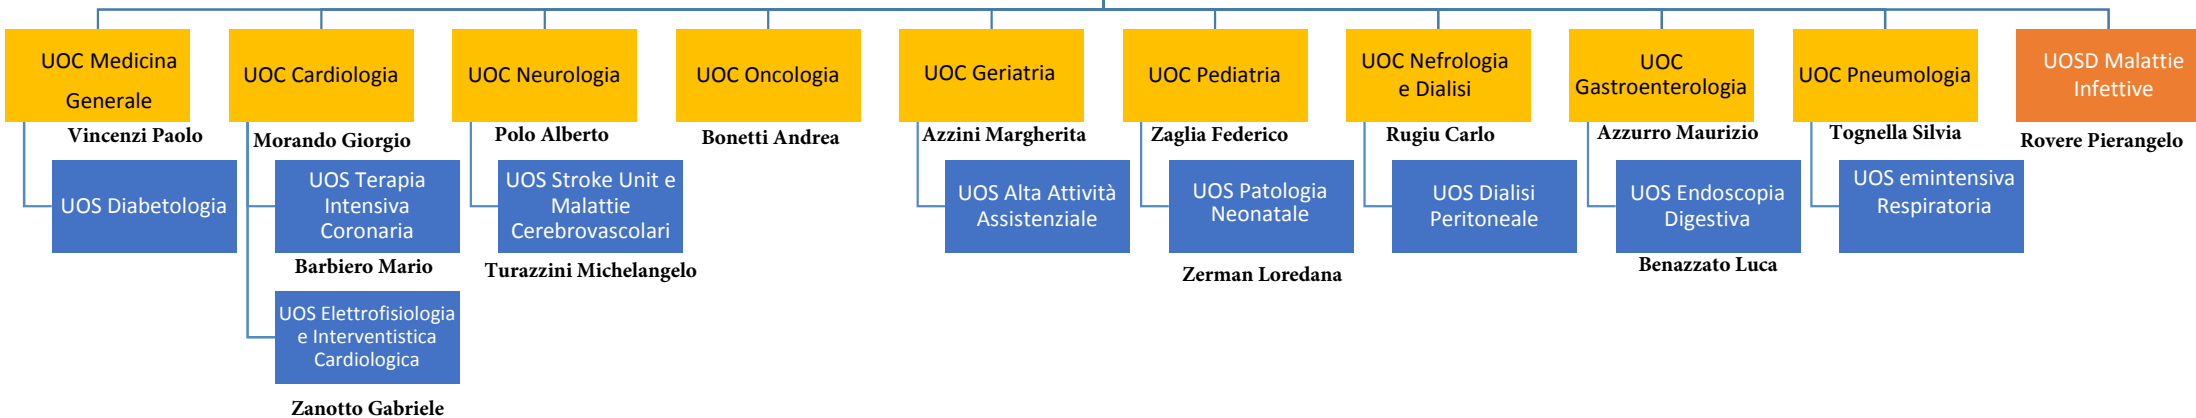 UOC Medicina
Generale
Vincenzi Paolo
UOS Diabetologia
UOC Cardiologia
Morando Giorgio
UOS Terapia
Intensiva
Coronaria
Barbiero Mario
UOS Elettrofisiologia
e Interventistica
Cardiologica
Zanotto Gabriele
UOC Neurologia
Polo Alberto
UOS Stroke Unit e
Malattie
Cerebrovascolari
Turazzini Michelangelo
UOC Oncologia
Bonetti Andrea
UOC Geriatria
Azzini Margherita
UOS Alta Attività
Assistenziale
UOC Pediatria
Zaglia Federico
UOS Patologia
Neonatale
Zerman Loredana
UOC Nefrologia
e Dialisi
Rugiu Carlo
UOS Dialisi
Peritoneale
UOC
Gastroenterologia
Azzurro Maurizio
UOS Endoscopia
Digestiva
Benazzato Luca
UOC Pneumologia
Tognella Silvia
UOS emintensiva
Respiratoria
UOSD Malattie
Infettive
Rovere Pierangelo